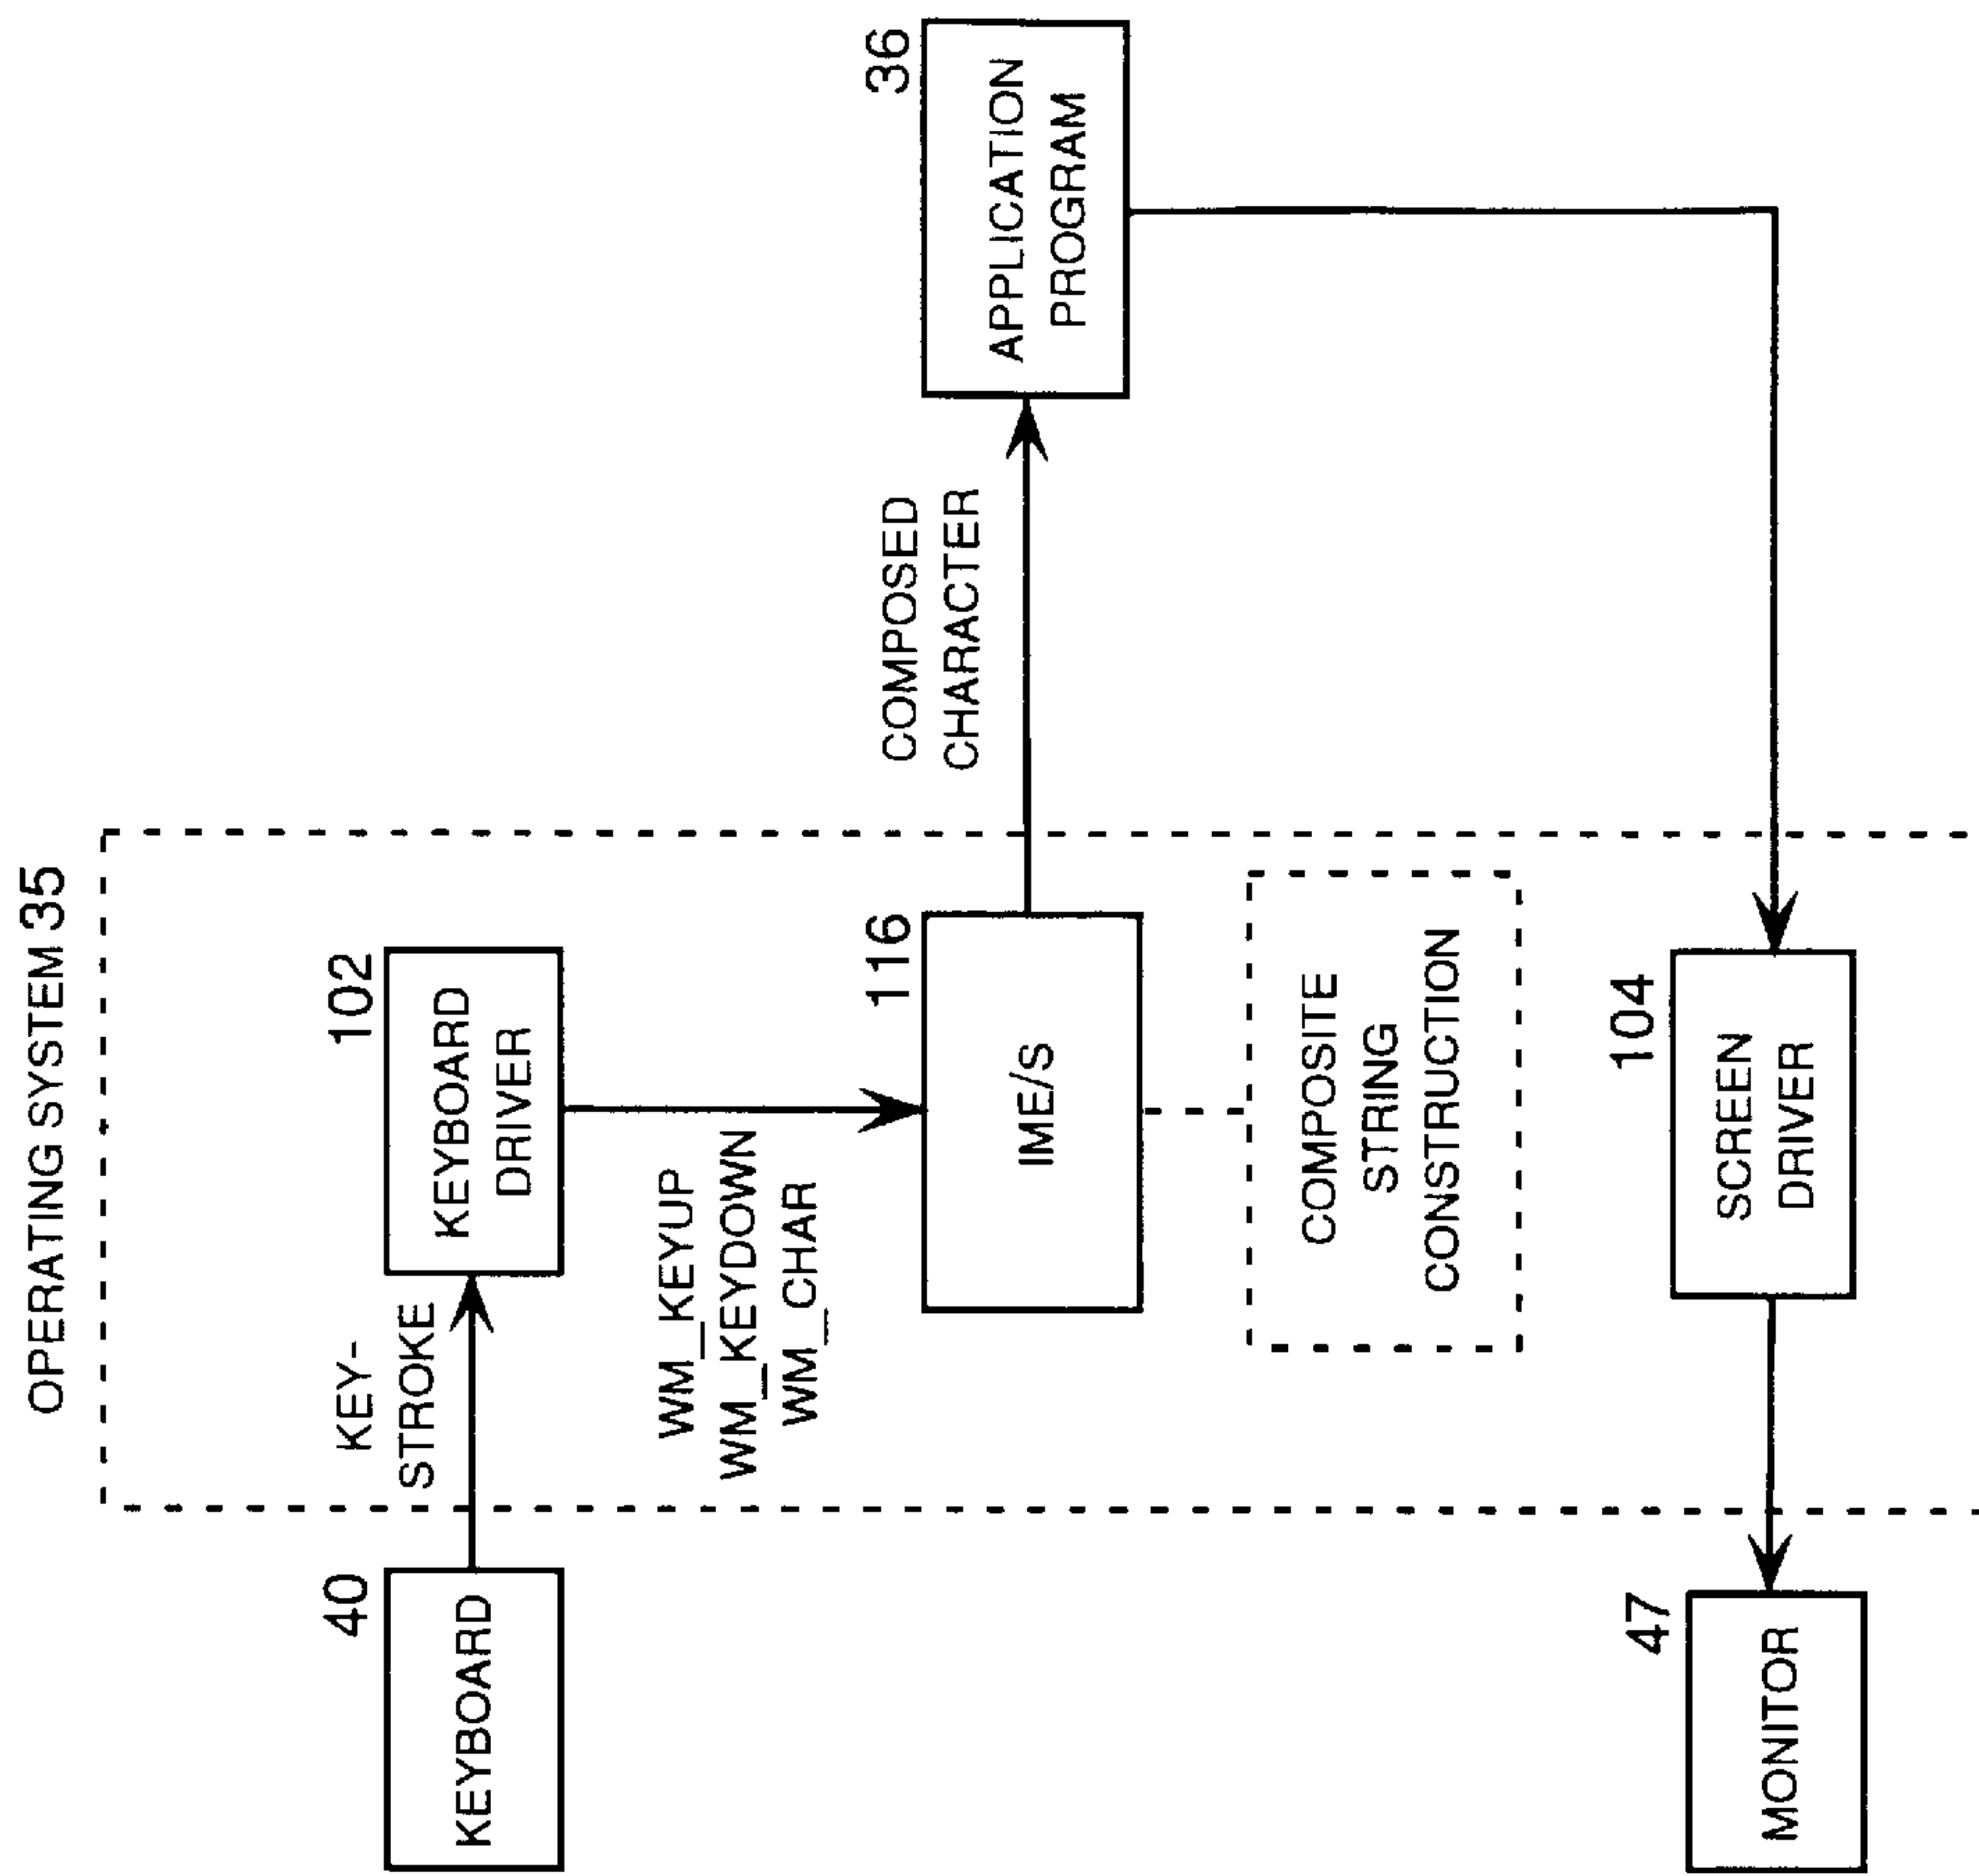 OPERATING SYSTEM 35
40
KEYBOARD
KEY-
STROKE
102
KEYBOARD
DRIVER
WM_KEYUP
WM_KEYDOWN
WM_CHAR
116
IME/S
COMPOSED
CHARACTER
36
APPLICATION
PROGRAM
COMPOSITE
STRING
CONSTRUCTION
104
SCREEN
DRIVER
47
MONITOR